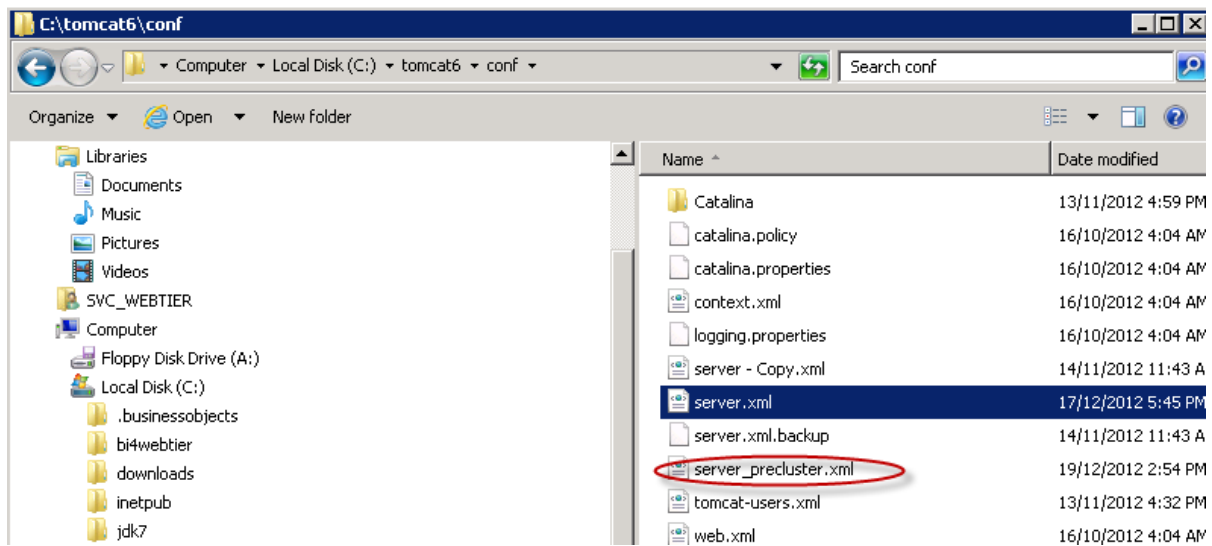 C:\tomcat6\conf
Computer Local Disk (C:) tomcat6 conf
Search conf
Organize Open New folder
Libraries
Documents
Music
Pictures
Videos
SVC_WEBTIER
Computer
Floppy Disk Drive (A:)
Local Disk (C:)
.businessobjects
bi4webtier
downloads
inetpub
jdk7
Name Date modified
Catalina 13/11/2012 4:59 PM
catalina.policy 16/10/2012 4:04 AM
catalina.properties 16/10/2012 4:04 AM
context.xml 16/10/2012 4:04 AM
logging.properties 16/10/2012 4:04 AM
server - Copy.xml 14/11/2012 11:43 A
server.xml 17/12/2012 5:45 PM
server.xml.backup 14/11/2012 11:43 A
server_precluster.xml 19/12/2012 2:54 PM
tomcat-users.xml 13/11/2012 4:32 PM
web.xml 16/10/2012 4:04 AM